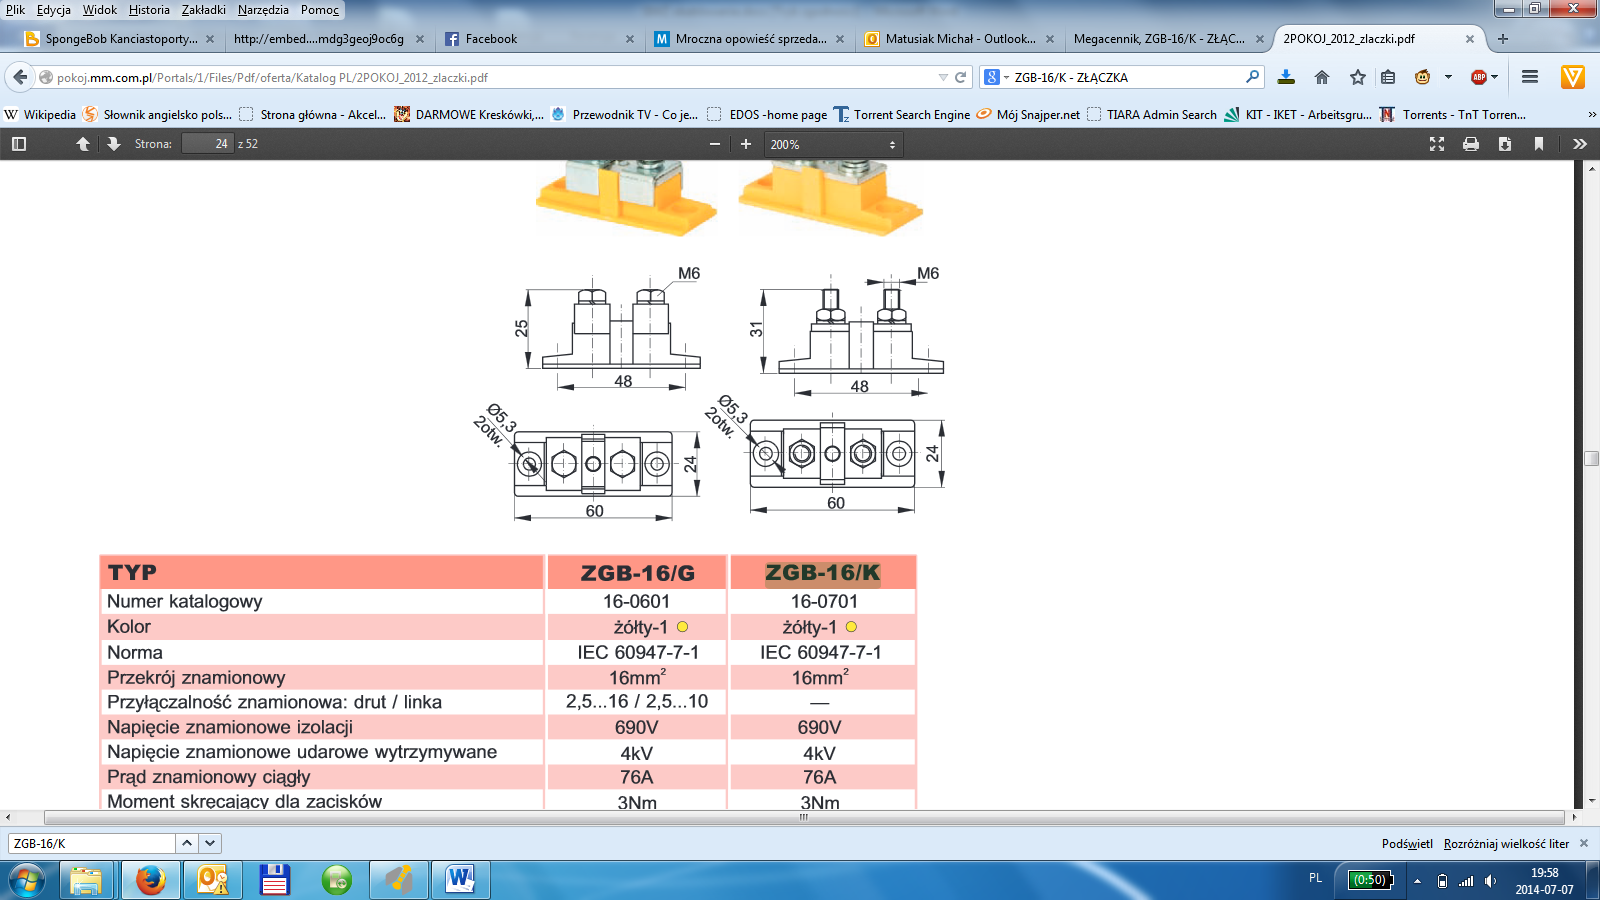 Plik Edycja Widok Historia Zakładki Narzędzia Pomoc
SpongeBob Kanciastoporty... http://embed....mdg3geoj9oc6g Facebook Mroczna opowieść sprzeda... Matusiak Michał - Outlook... Megacennik, ZGB-16/K - ZŁĄC... 2POKOJ_2012_zlaczki.pdf
pokoj.mm.com.pl/Portals/1/Files/Pdf/oferta/Katalog PL/2POKOJ_2012_zlaczki.pdf ZGB-16/K - ZŁĄCZKA ABP
Wikipedia Słownik angielsko pols... Strona główna - Akcel... DARMOWE Kreskówki,... Przewodnik TV - Co je... EDOS -home page Torrent Search Engine Mój Snajper.net TIARA Admin Search KIT - IKET - Arbeitsgru... Torrents - TnT Torren...
Strona: 24 z 52 200%
M6 M6
25 31
48 48
Ø5,3 Ø5,3
2otw. 2otw.
24 24
60 60
TYP ZGB-16/G ZGB-16/K
Numer katalogowy 16-0601 16-0701
Kolor żółty-1 żółty-1
Norma IEC 60947-7-1 IEC 60947-7-1
Przekrój znamionowy 16mm² 16mm²
Przyłączalność znamionowa: drut / linka 2,5...16 / 2,5...10 —
Napięcie znamionowe izolacji 690V 690V
Napięcie znamionowe udarowe wytrzymywane 4kV 4kV
Prąd znamionowy ciągły 76A 76A
Moment skręcający dla zacisków 3Nm 3Nm
ZGB-16/K Podświetl Rozróżniaj wielkość liter
PL (0:50) 19:58
2014-07-07